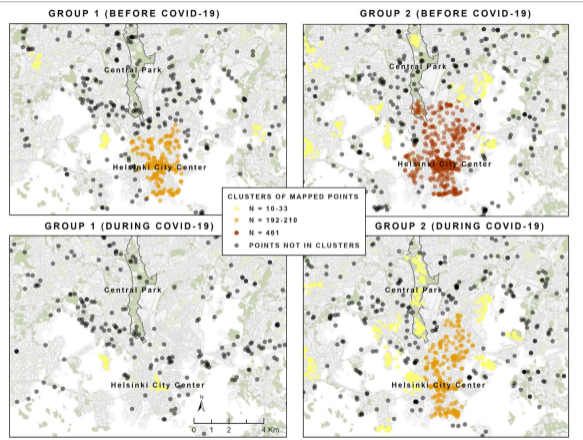 GROUP 1 (BEFORE COVID-19)
GROUP 2 (BEFORE COVID-19)
Central Park
Helsinki City Center
Central Park
Helsinki City Center
CLUSTERS OF MAPPED POINTS
N = 10-33
N = 192-210
N = 461
POINTS NOT IN CLUSTERS
GROUP 1 (DURING COVID-19)
GROUP 2 (DURING COVID-19)
Central Park
Helsinki City Center
N
0 1 2 4 Km
Central Park
Helsinki City Center